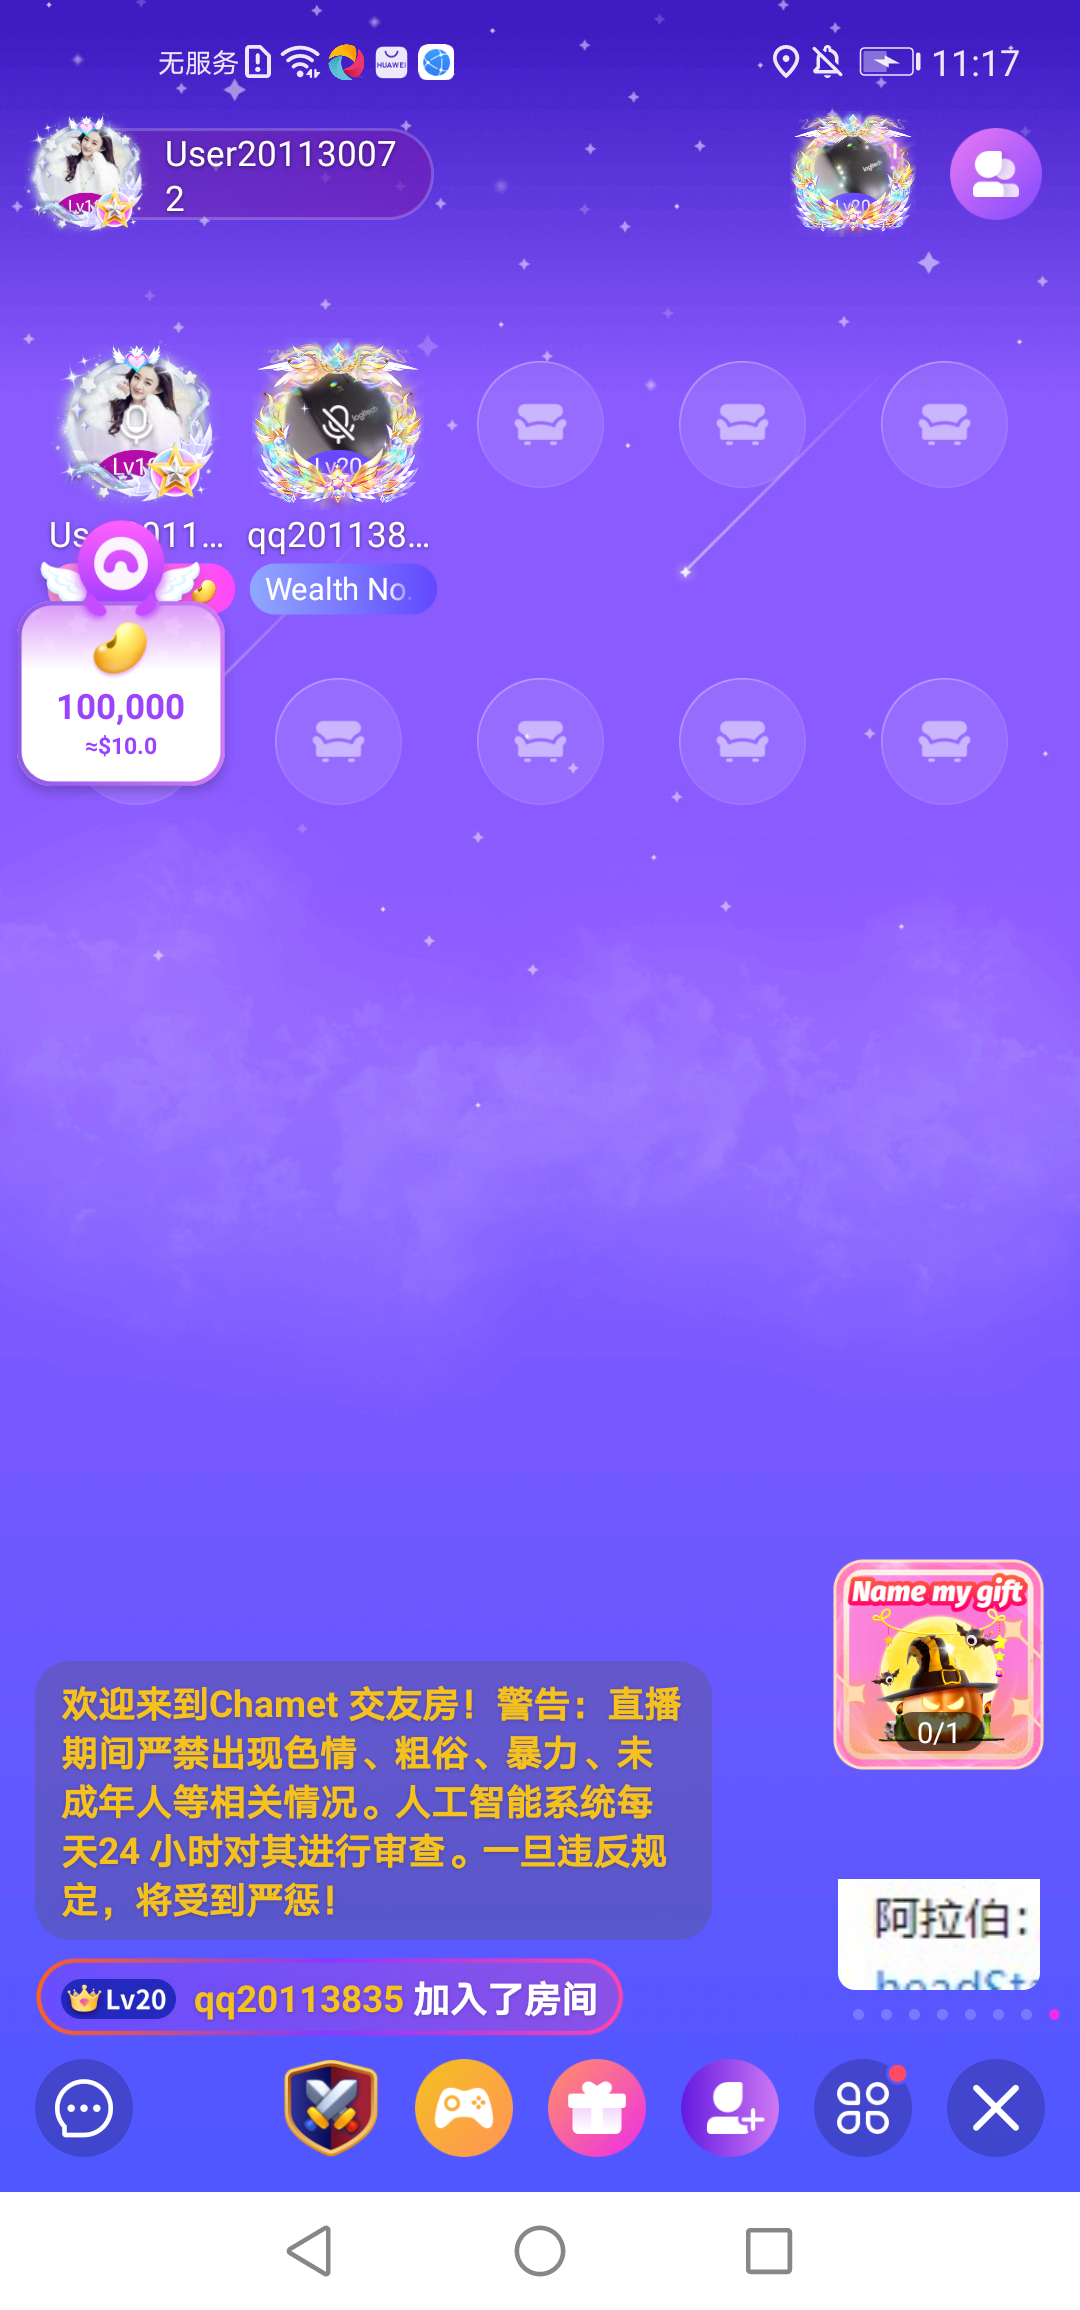 无服务
HUAWEI
11:17
User20113007
2
Lv1
Lv20
logitech
Lv1
Lv20
logitech
qq201138...
Wealth No.
100,000
≈$10.0
Name my gift
0/1
欢迎来到Chamet 交友房！警告：直播
期间严禁出现色情、粗俗、暴力、未
成年人等相关情况。人工智能系统每
天24 小时对其进行审查。一旦违反规
定，将受到严惩！
阿拉伯：
Lv20 qq20113835 加入了房间